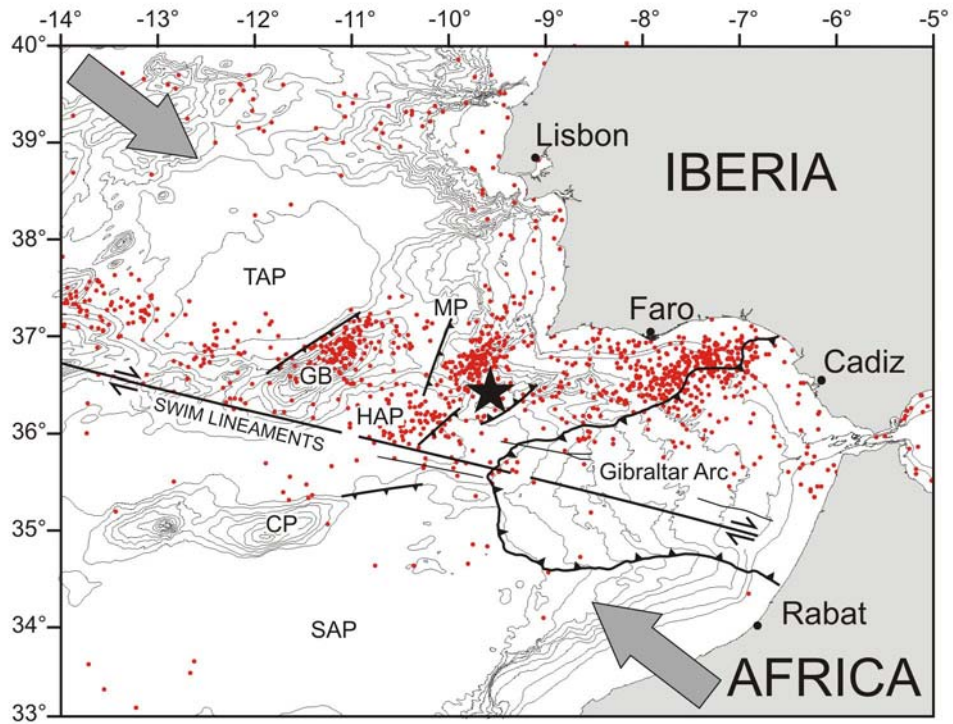 -14° -13° -12° -11° -10° -9° -8° -7° -6° -5°
40°
39°
Lisbon
IBERIA
38°
TAP
MP
Faro
37°
GB
Cadiz
HAP
SWIM LINEAMENTS
36°
Gibraltar Arc
35°
CP
34°
SAP
Rabat
AFRICA
33°